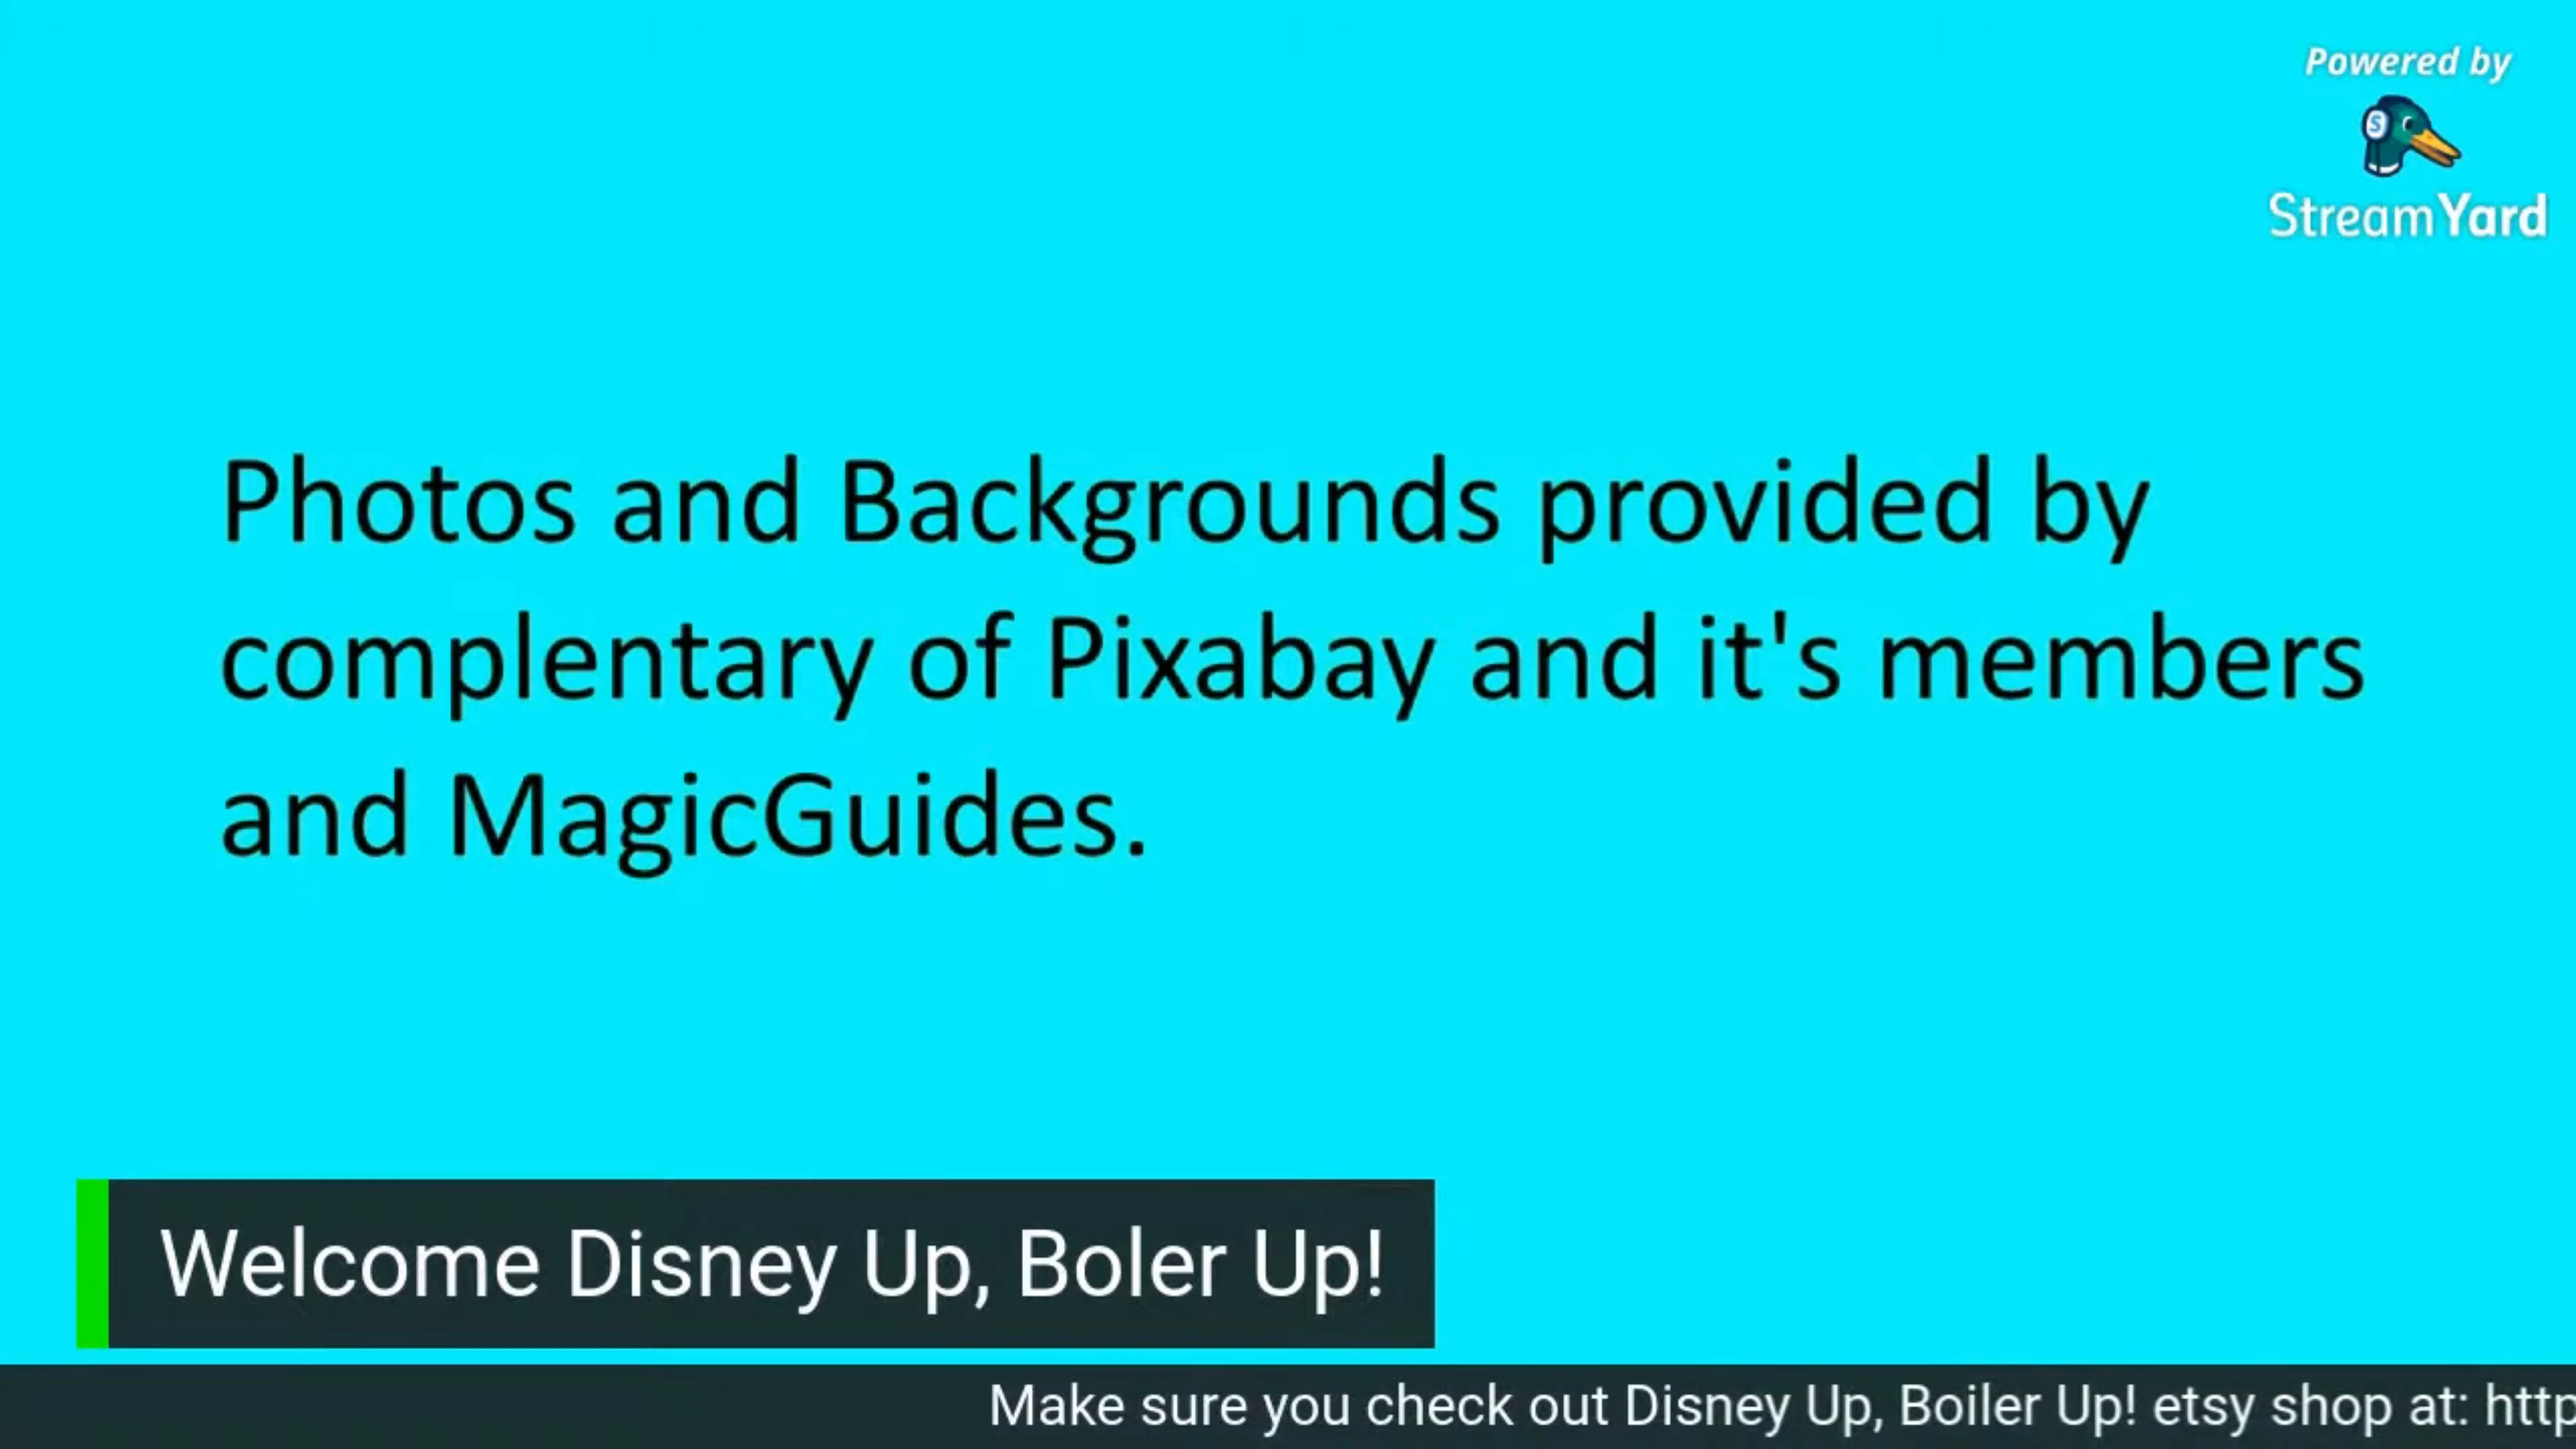 Powered by
S
StreamYard
Photos and Backgrounds provided by
complentary of Pixabay and it's members
and MagicGuides.
Welcome Disney Up, Boler Up!
Make sure you check out Disney Up, Boiler Up! etsy shop at: http